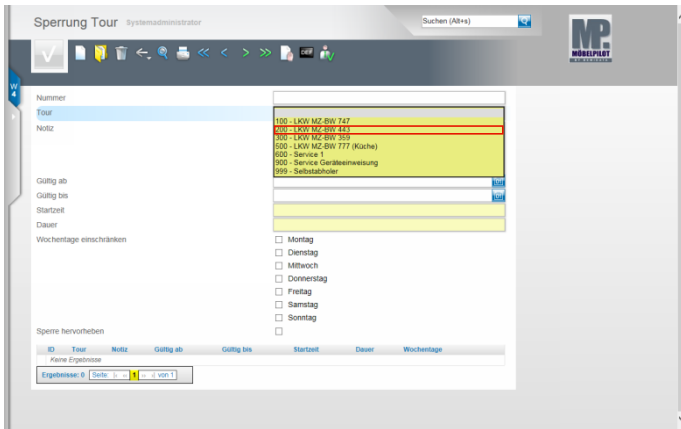 Sperrung Tour Systemadministrator
Suchen (Alt+s)
MP
MÖBELPILOT
DEF
W
4
Nummer
Tour
100 - LKW MZ-BW 747
200 - LKW MZ-BW 443
300 - LKW MZ-BW 359
500 - LKW MZ-BW 777 (Küche)
600 - Service 1
900 - Service Geräteeinweisung
999 - Selbstabholer
Notiz
Gültig ab
Gültig bis
Startzeit
Dauer
Wochentage einschränken
Montag
Dienstag
Mittwoch
Donnerstag
Freitag
Samstag
Sonntag
Sperre hervorheben
ID Tour Notiz Gültig ab Gültig bis Startzeit Dauer Wochentage
Keine Ergebnisse
Ergebnisse: 0 Seite: 1 von 1